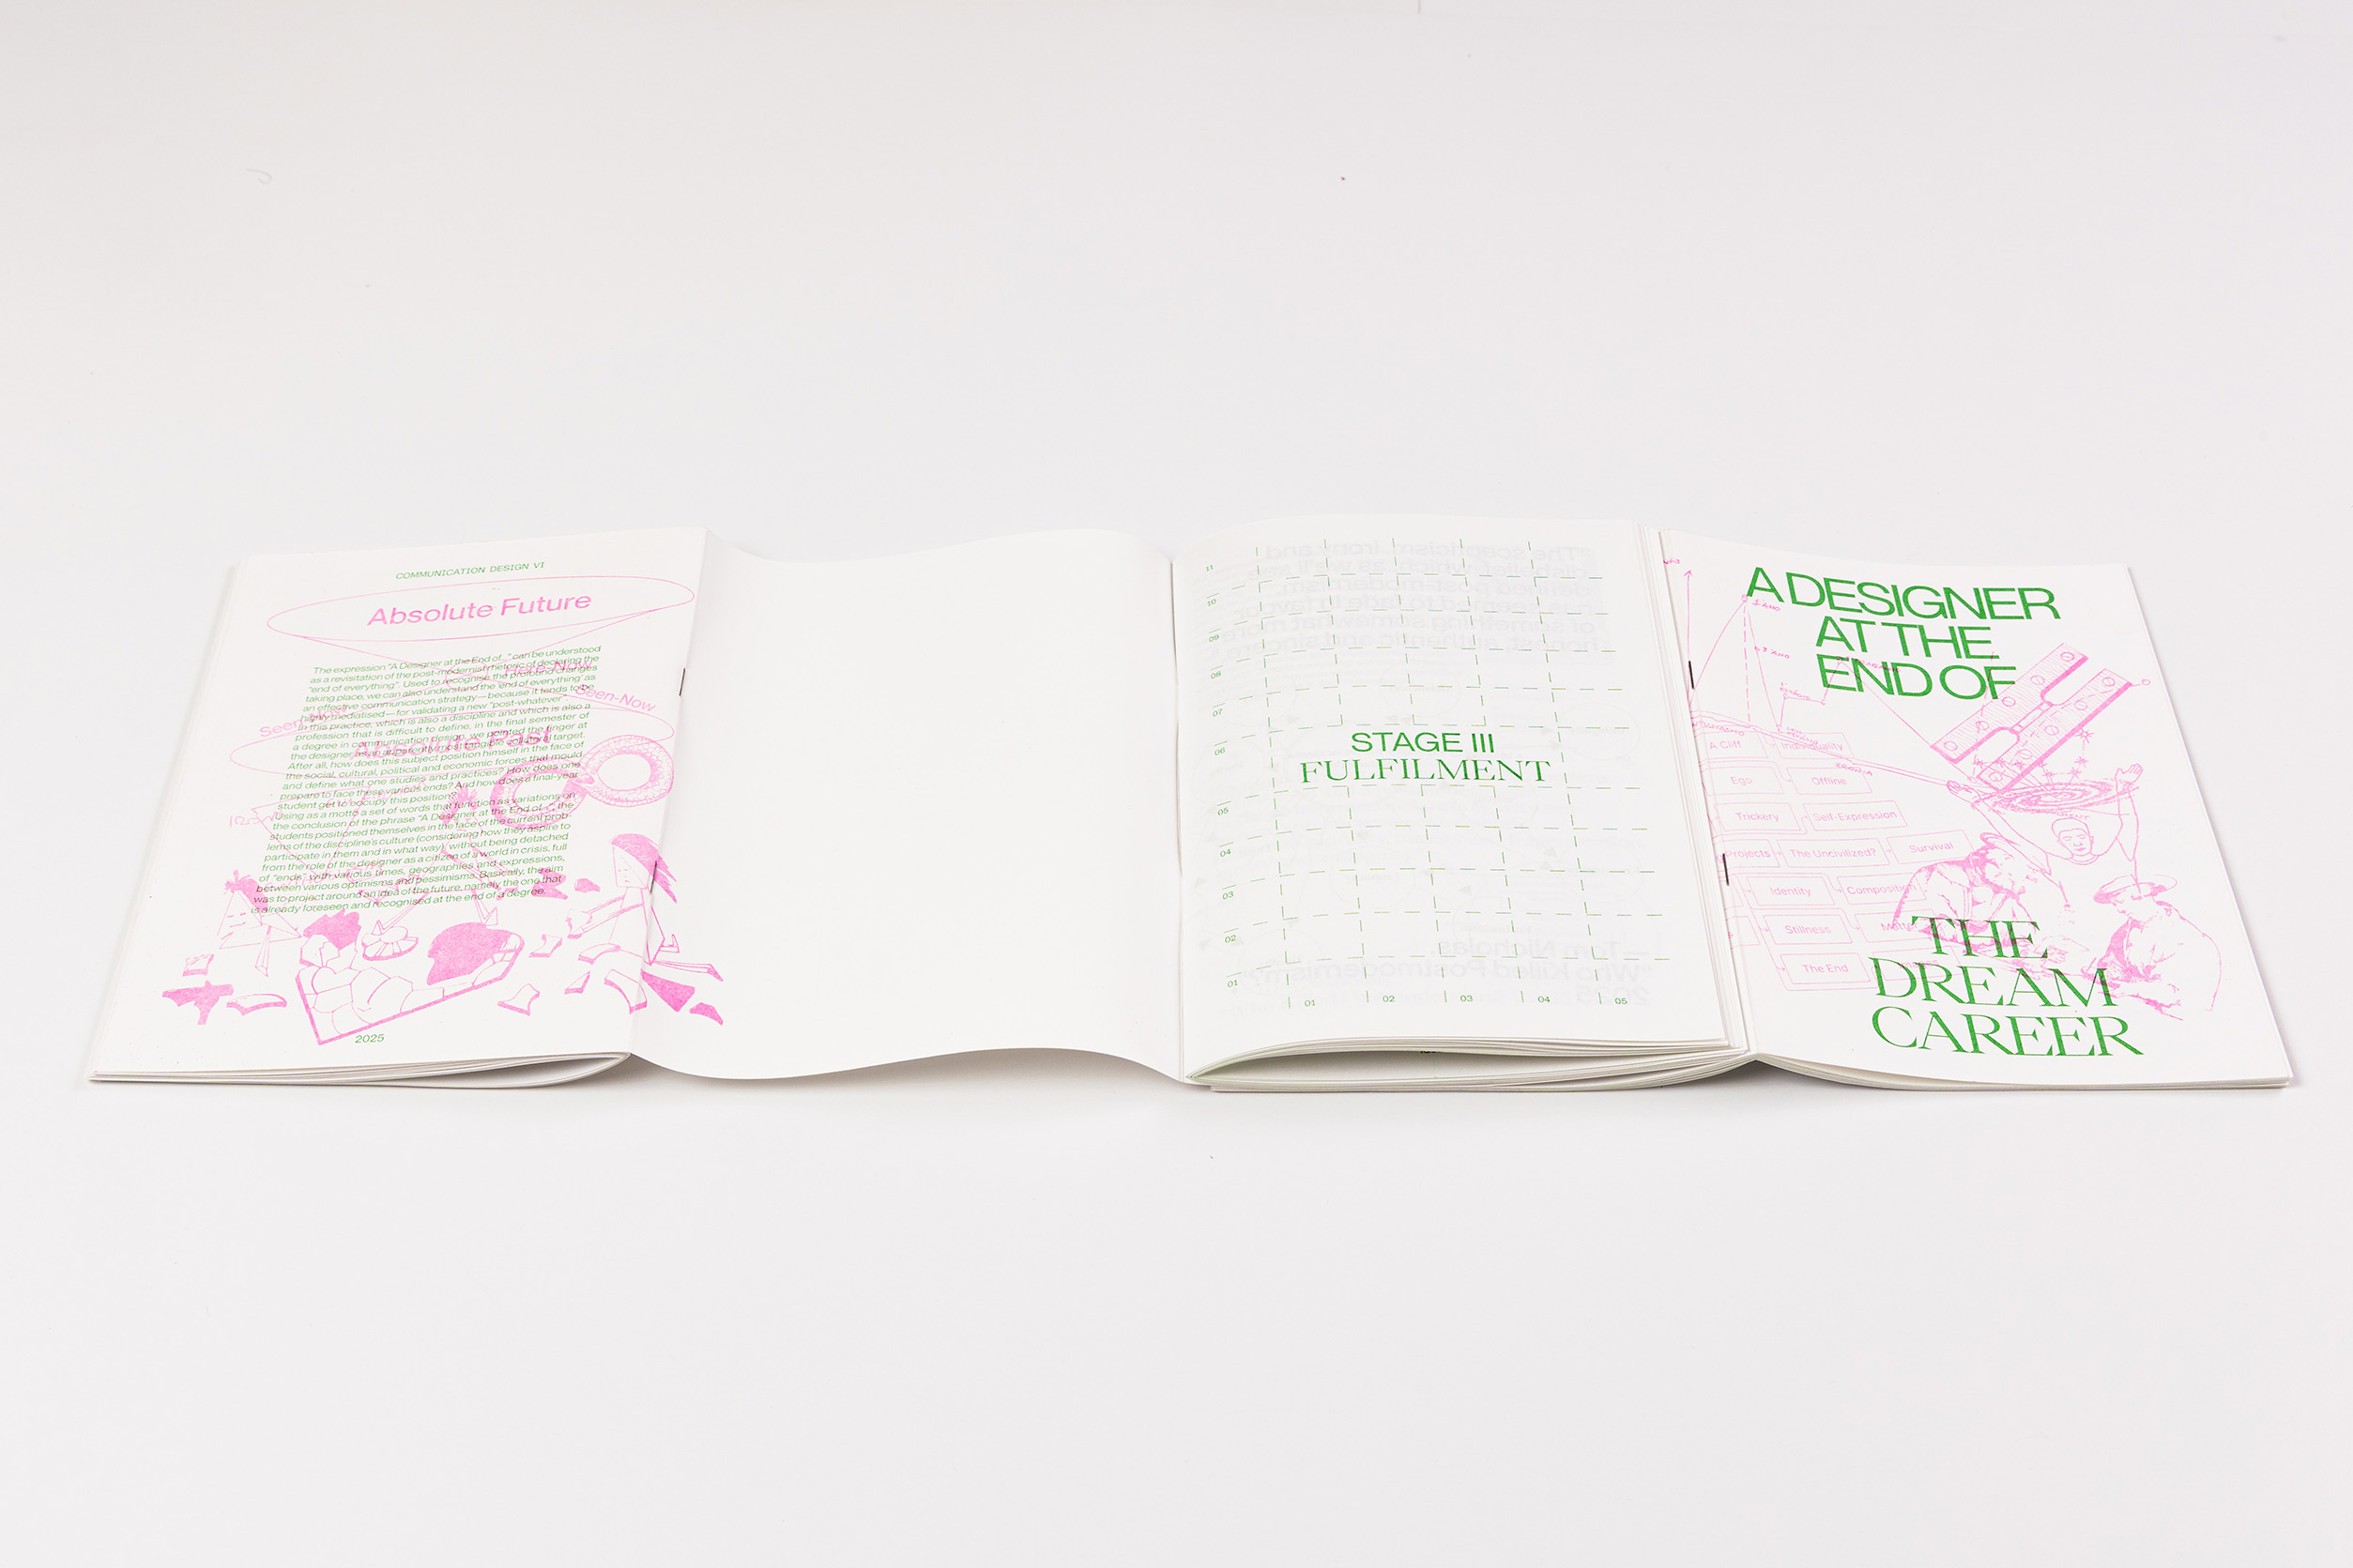 COMMUNICATION DESIGN VI
Absolute Future
The expression "A Designer at the End of..." can be understood
as a revisitation of the post-modernist rhetoric of declaring the
"end of everything". Used to recognise the profound changes
taking place, we can also understand the 'end of everything' as
an effective communication strategy—because it tends to be
highly mediatised—for validating a new "post-whatever".
In this practice, which is also a discipline and which is also a
profession that is difficult to define, in the final semester of
a degree in communication design, we pointed the finger at
the designer as an apparently most tangible collateral target.
After all, how does this subject position himself in the face of
the social, cultural, political and economic forces that mould
and define what one studies and practices? How does one
prepare to face these various ends? And how does a final-year
student get to occupy this position?
Using as a motto a set of words that function as variations on
the conclusion of the phrase "A Designer at the End of...", the
students positioned themselves in the face of the current prob-
lems of the discipline's culture (considering how they aspire to
participate in them and in what way), without being detached
from the role of the designer as a citizen of a world in crisis, full
of "ends" with various times, geographies and expressions,
between various optimisms and pessimisms. Basically, the aim
was to project around an idea of the future, namely the one that
is already foreseen and recognised at the end of a degree.
Here-Now
Seen-Now
Absolute Past
2025
11
10
09
08
07
06
05
04
03
02
01
STAGE III
FULFILMENT
01
02
03
04
05
A DESIGNER
AT THE
END OF
1º ANO
A Cliff
Individuality
Ego
Offline
Trickery
Self-Expression
Projects
The Uncivilized?
Survival
Identity
Composition
Stillness
The End
THE
DREAM
CAREER